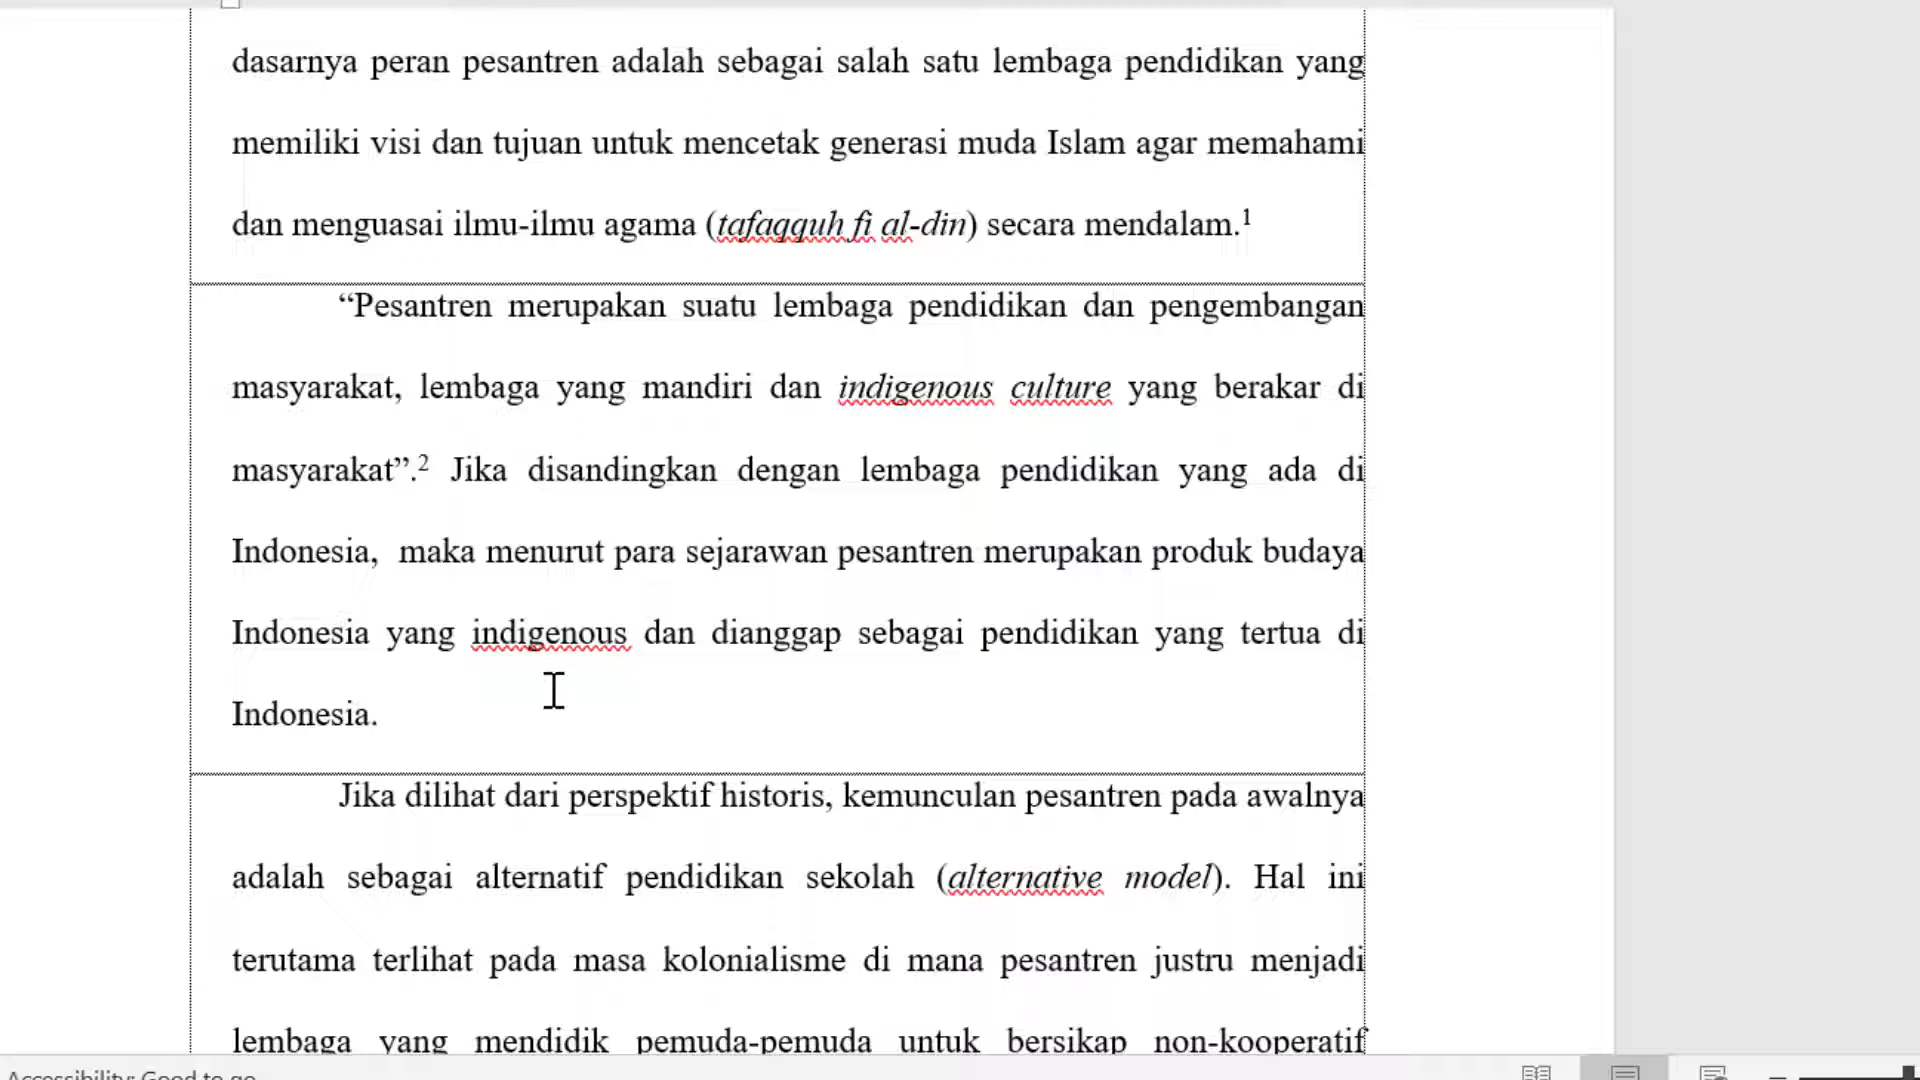 dasarnya peran pesantren adalah sebagai salah satu lembaga pendidikan yang
memiliki visi dan tujuan untuk mencetak generasi muda Islam agar memahami
dan menguasai ilmu-ilmu agama (tafaqquh fi al-din) secara mendalam.¹
“Pesantren merupakan suatu lembaga pendidikan dan pengembangan
masyarakat, lembaga yang mandiri dan indigenous culture yang berakar di
masyarakat”.² Jika disandingkan dengan lembaga pendidikan yang ada di
Indonesia,  maka menurut para sejarawan pesantren merupakan produk budaya
Indonesia yang indigenous dan dianggap sebagai pendidikan yang tertua di
Indonesia.
Jika dilihat dari perspektif historis, kemunculan pesantren pada awalnya
adalah sebagai alternatif pendidikan sekolah (alternative model). Hal ini
terutama terlihat pada masa kolonialisme di mana pesantren justru menjadi
lembaga yang mendidik pemuda-pemuda untuk bersikap non-kooperatif
Accessibility: Good to go